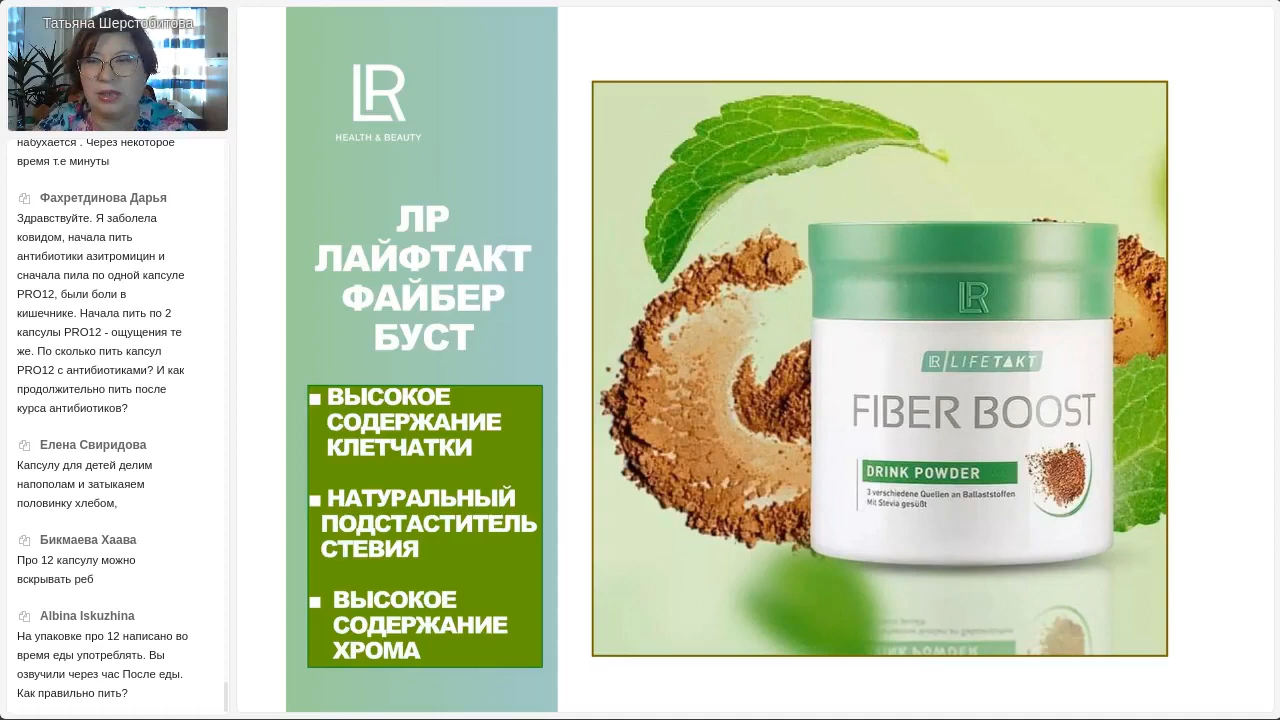 Татьяна Шерстобитова
набухается . Через некоторое
время т.е минуты
Фахретдинова Дарья
Здравствуйте. Я заболела
ковидом, начала пить
антибиотики азитромицин и
сначала пила по одной капсуле
PRO12, были боли в
кишечнике. Начала пить по 2
капсулы PRO12 - ощущения те
же. По сколько пить капсул
PRO12 с антибиотиками? И как
продолжительно пить после
курса антибиотиков?
Елена Свиридова
Капсулу для детей делим
напополам и затыкаяем
половинку хлебом,
Бикмаева Хаава
Про 12 капсулу можно
вскрывать реб
Albina Iskuzhina
На упаковке про 12 написано во
время еды употреблять. Вы
озвучили через час После еды.
Как правильно пить?
LR
HEALTH & BEAUTY
ЛР
ЛАЙФТАКТ
ФАЙБЕР
БУСТ
▪ ВЫСОКОЕ
СОДЕРЖАНИЕ
КЛЕТЧАТКИ
▪ НАТУРАЛЬНЫЙ
ПОДСТАСТИТЕЛЬ
СТЕВИЯ
▪ ВЫСОКОЕ
СОДЕРЖАНИЕ
ХРОМА
LR
LR LIFETAKT
FIBER BOOST
DRINK POWDER
3 verschiedene Quellen an Ballaststoffen
Mit Stevia gesüßt